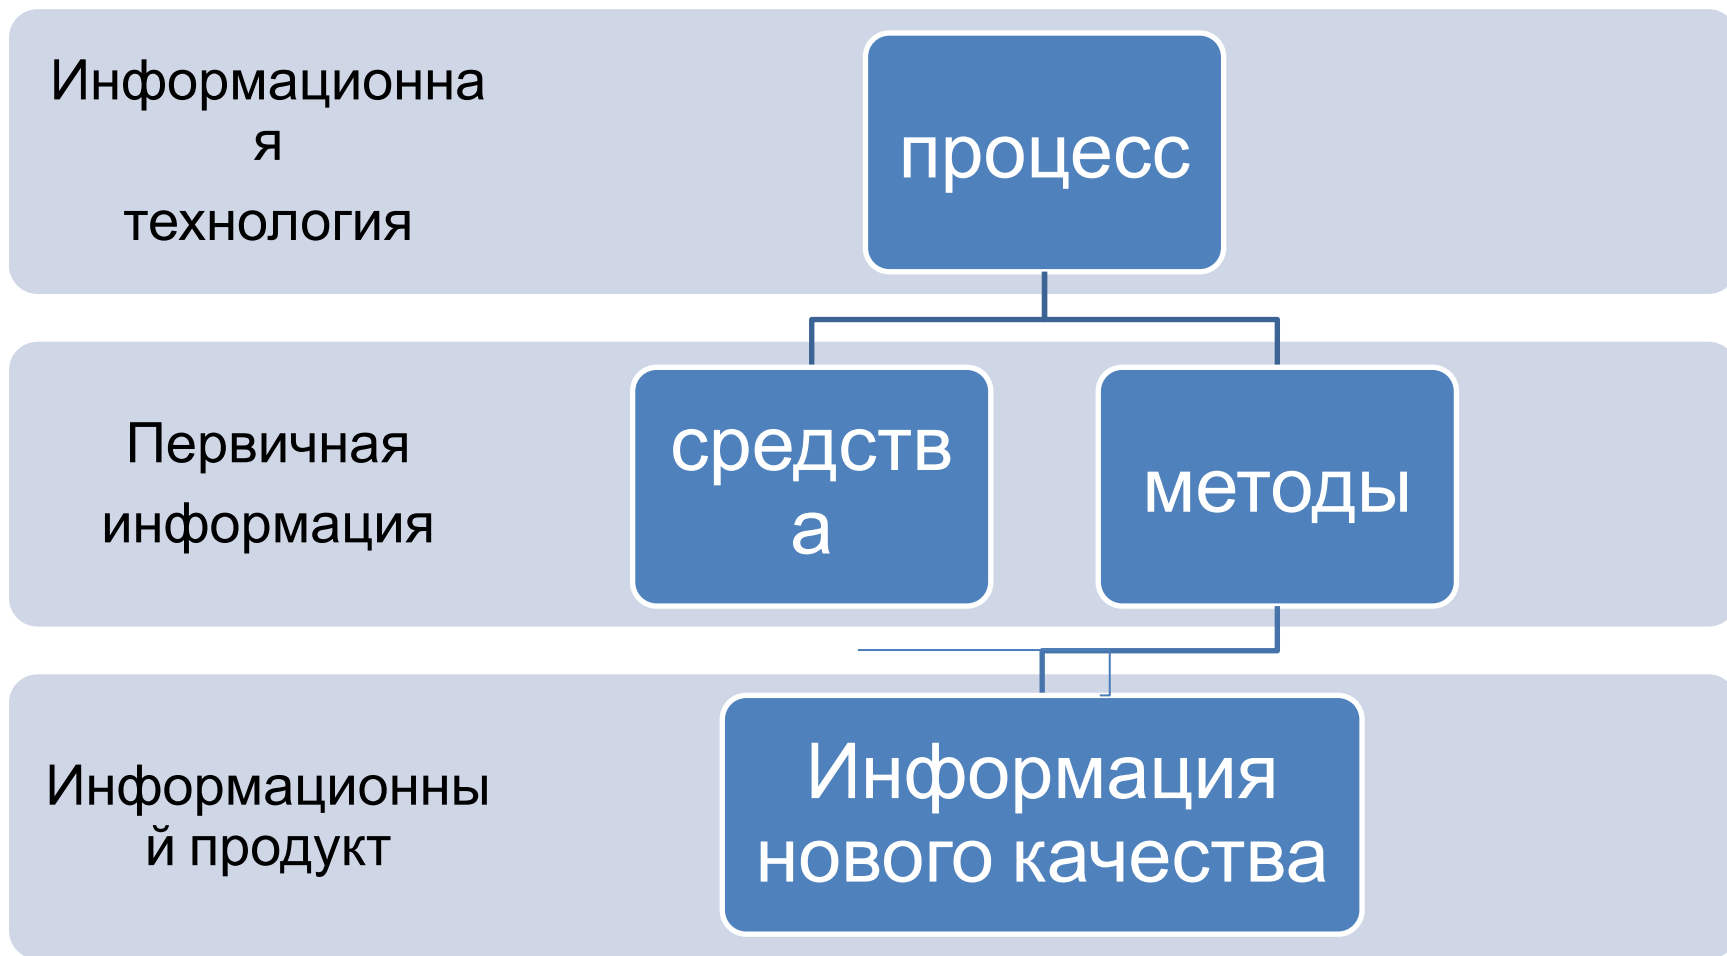 Информационна
я
технология
процесс
Первичная
информация
средств
а
методы
Информационны
й продукт
Информация
нового качества